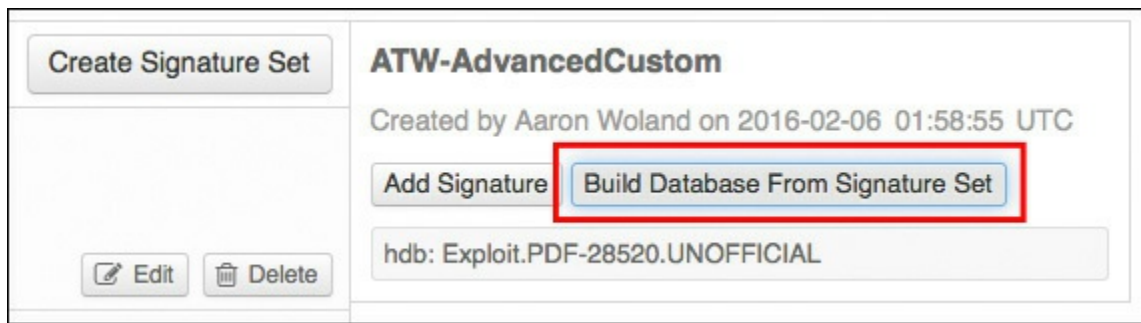 Create Signature Set
ATW-AdvancedCustom
Created by Aaron Woland on 2016-02-06 01:58:55 UTC
Add Signature
Build Database From Signature Set
hdb: Exploit.PDF-28520.UNOFFICIAL
Edit
Delete